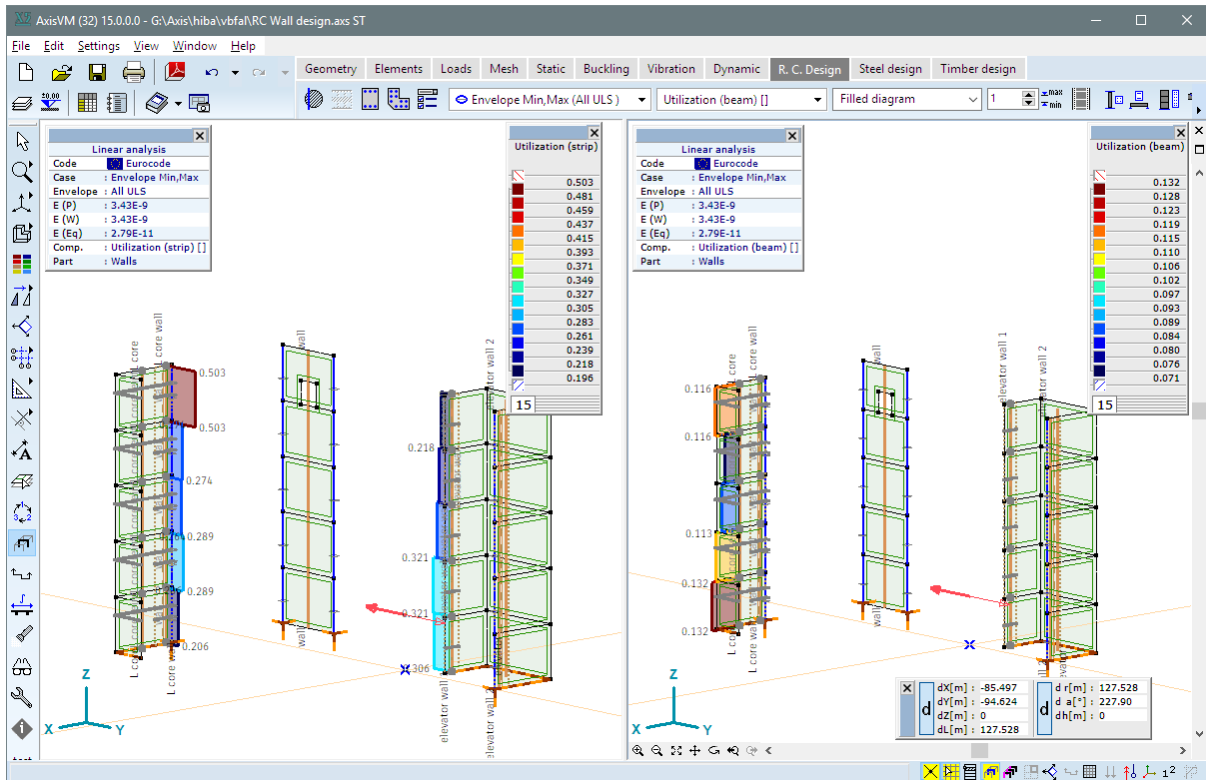 AxisVM (32) 15.0.0.0 - G:\Axis\hiba\vbfal\RC Wall design.axs ST
File Edit Settings View Window Help
Geometry Elements Loads Mesh Static Buckling Vibration Dynamic R. C. Design Steel design Timber design
10.00
Envelope Min,Max (All ULS )
Utilization (beam) []
Filled diagram
1
max
min
Linear analysis
Code Eurocode
Case : Envelope Min,Max
Envelope : All ULS
E (P) : 3.43E-9
E (W) : 3.43E-9
E (Eq) : 2.79E-11
Comp. : Utilization (strip) []
Part : Walls
Utilization (strip)
0.503
0.481
0.459
0.437
0.415
0.393
0.371
0.349
0.327
0.305
0.283
0.261
0.239
0.218
0.196
15
L core wall
wall
0.503
0.503
0.274
0.289
0.289
0.206
0.218
0.321
0.321
wall
elevator wall
Z
X
Y
Linear analysis
Code Eurocode
Case : Envelope Min,Max
Envelope : All ULS
E (P) : 3.43E-9
E (W) : 3.43E-9
E (Eq) : 2.79E-11
Comp. : Utilization (beam) []
Part : Walls
Utilization (beam)
0.132
0.128
0.123
0.119
0.115
0.110
0.106
0.102
0.097
0.093
0.089
0.084
0.080
0.076
0.071
15
L core
L core wall
wall
elevator wall 1
elevator wall 2
0.116
0.116
0.113
0.132
0.132
wall
Z
X
Y
d
dX[m] : -85.497
dY[m] : -94.624
dZ[m] : 0
dL[m] : 127.528
d
d r[m] : 127.528
d a[°] : 227.90
dh[m] : 0